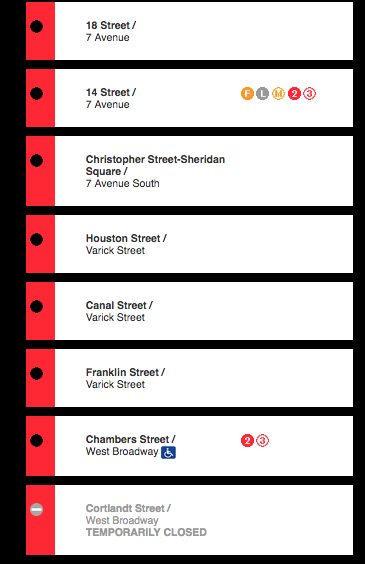 18 Street /
7 Avenue
14 Street /
7 Avenue
F L M 2 3
Christopher Street-Sheridan
Square /
7 Avenue South
Houston Street /
Varick Street
Canal Street /
Varick Street
Franklin Street /
Varick Street
Chambers Street /
West Broadway
2 3
Cortlandt Street /
West Broadway
TEMPORARILY CLOSED